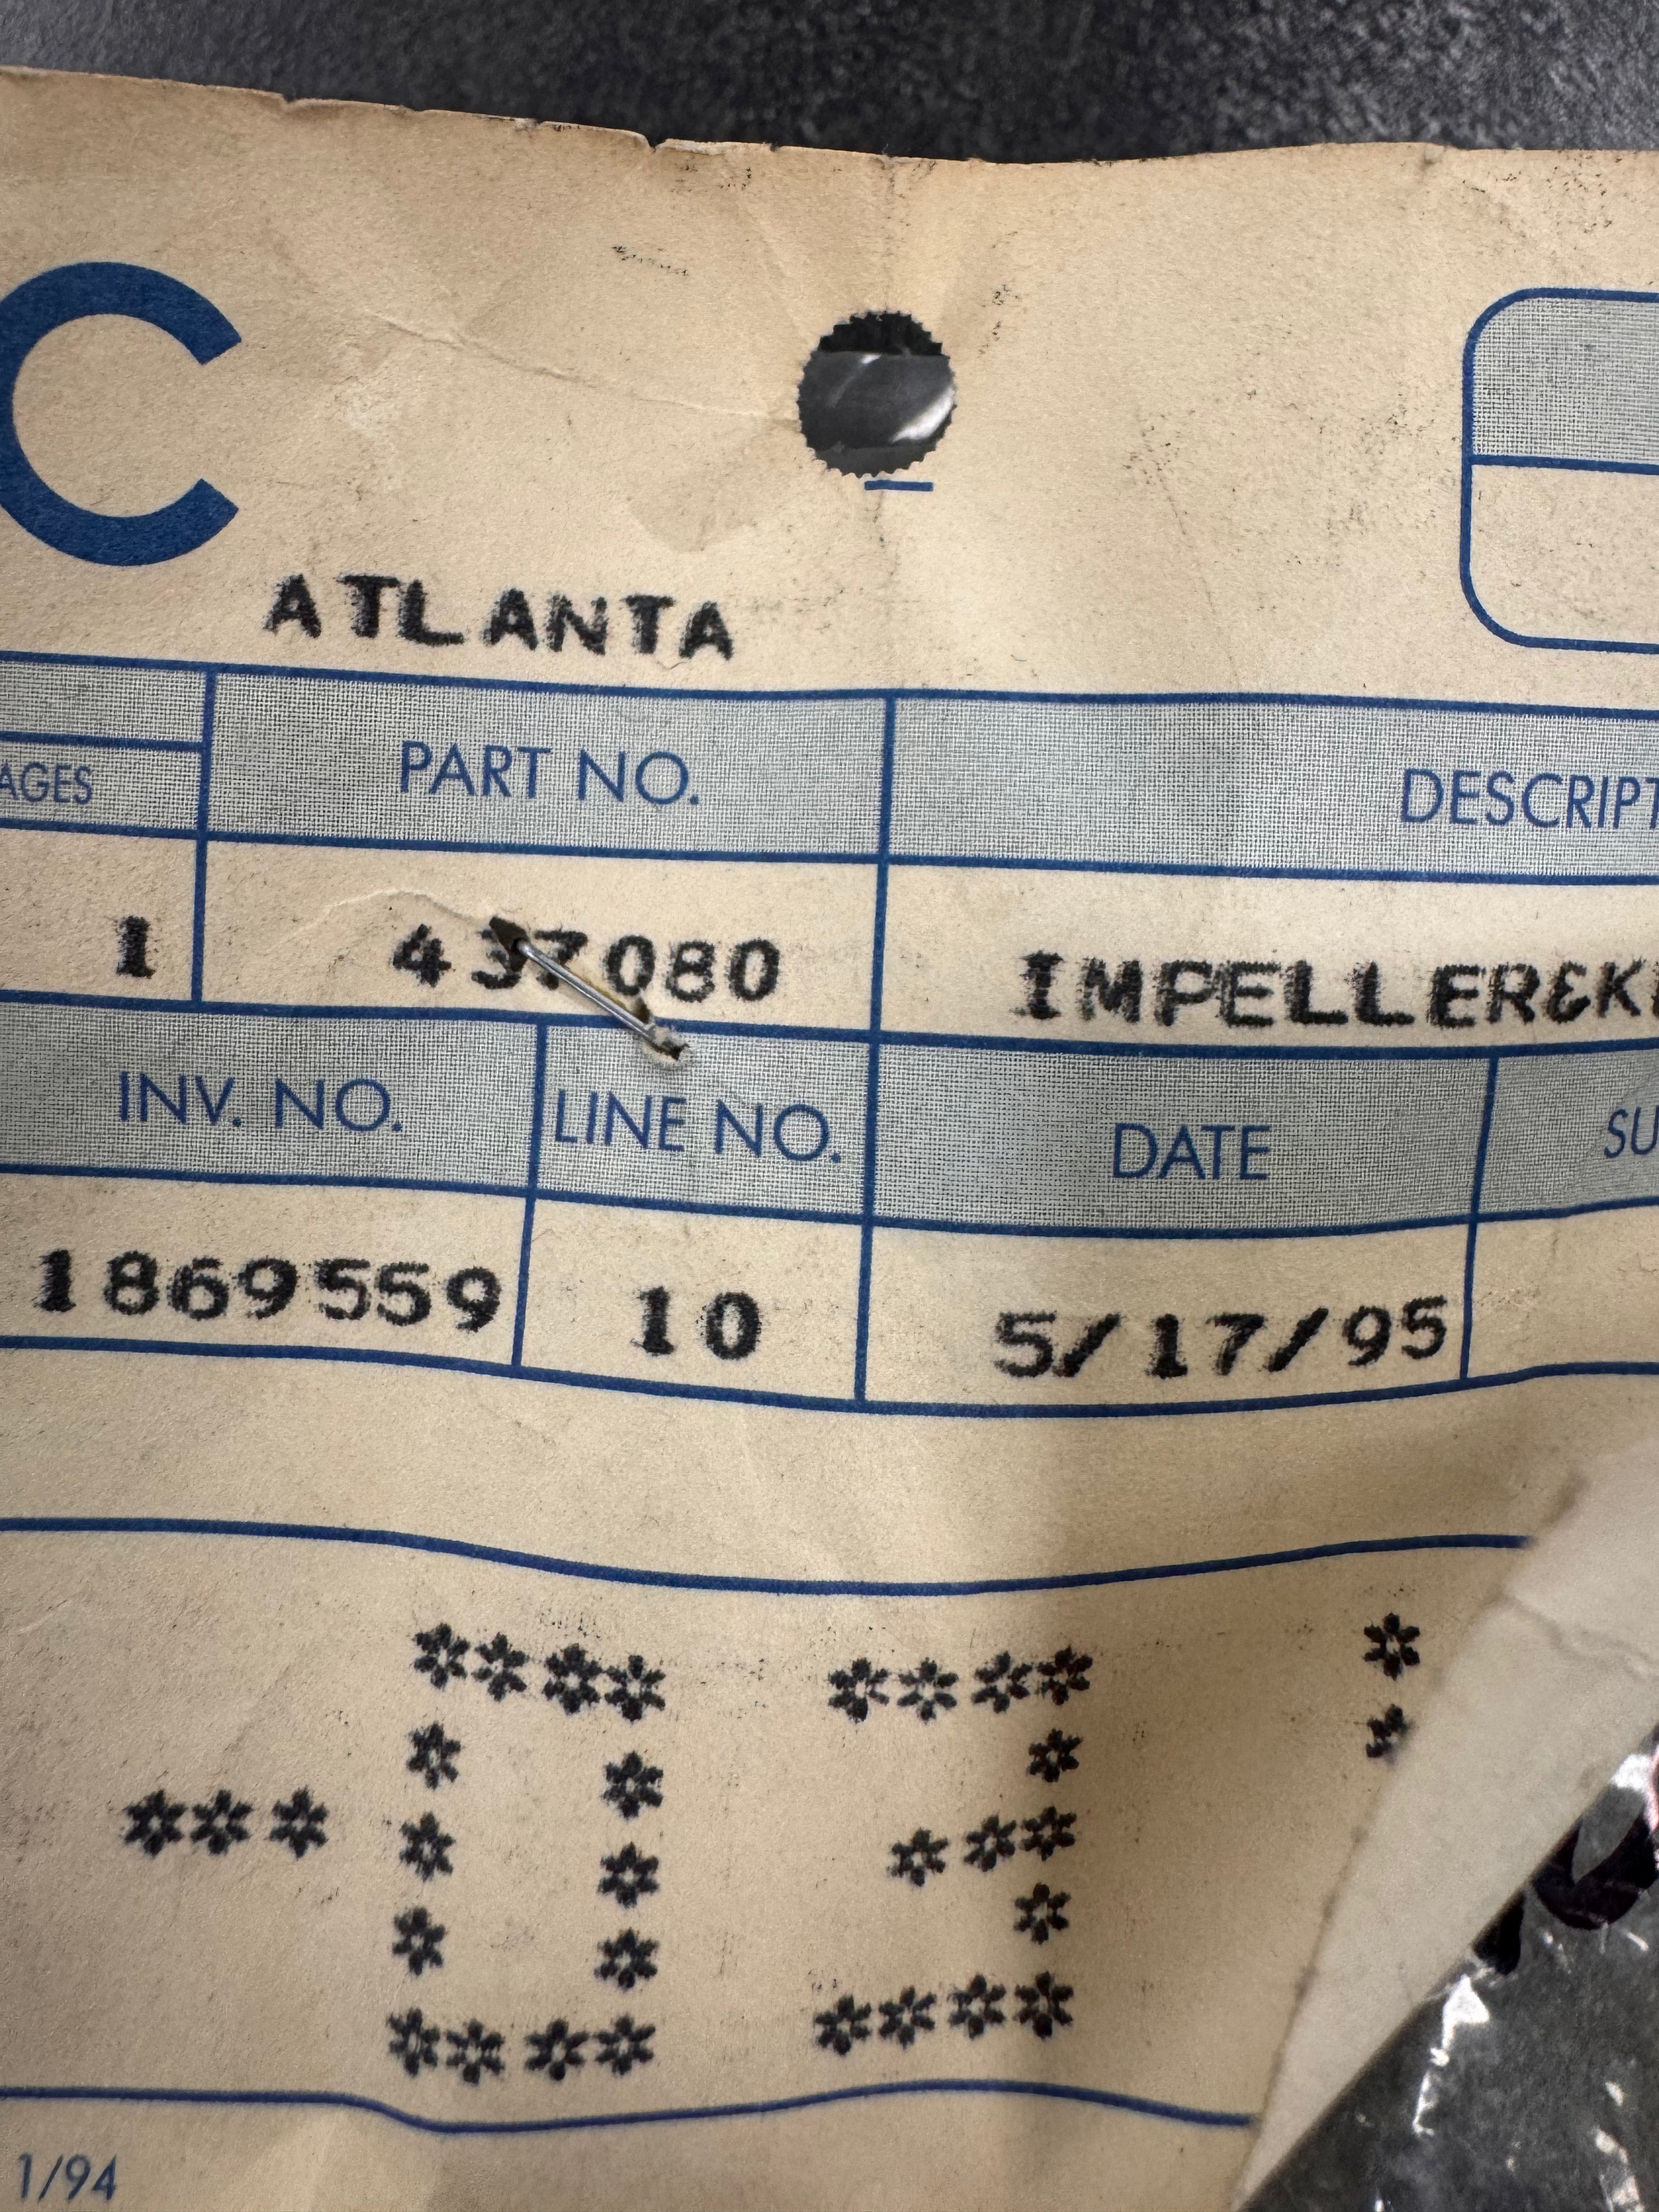 C
ATLANTA
AGES PART NO. DESCRIPT
1 437080 IMPELLER&K
INV. NO. LINE NO. DATE SU
1869559 10 5/17/95
**** **** *
* * * *
*** * * ***
* * *
**** ****
1/94